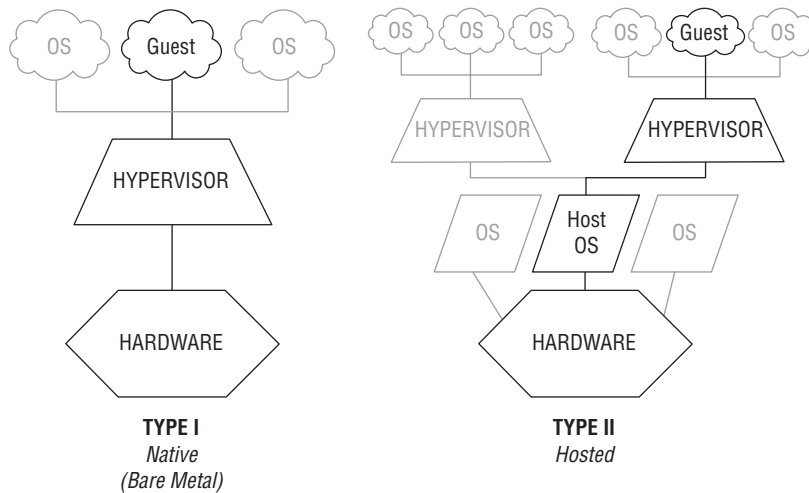 OS
Guest
OS
HYPERVISOR
HARDWARE
TYPE I
Native
(Bare Metal)
OS
OS
OS
OS
Guest
OS
HYPERVISOR
HYPERVISOR
OS
Host
OS
OS
HARDWARE
TYPE II
Hosted